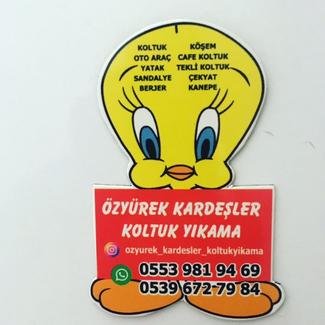 KOLTUK KÖŞEM
OTO ARAÇ CAFE KOLTUK
YATAK TEKLİ KOLTUK
SANDALYE ÇEKYAT
BERJER KANEPE
ÖZYÜREK KARDEŞLER
KOLTUK YIKAMA
ozyurek_kardesler_koltukyikama
0553 981 94 69
0539 672 79 84